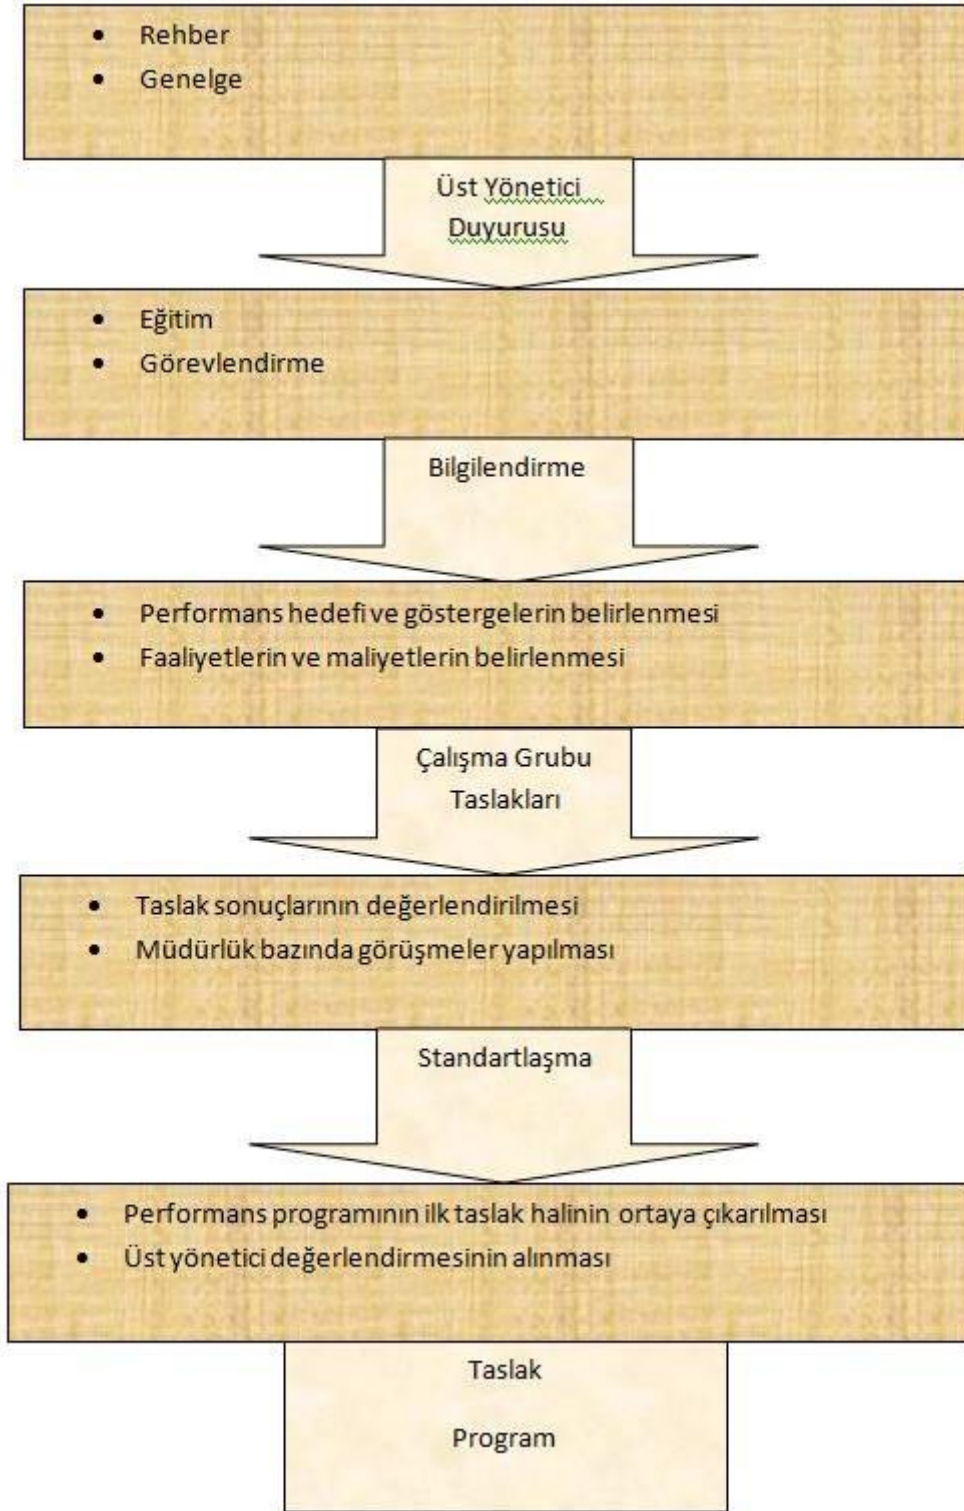 • Rehber
• Genelge
Üst Yönetici
Duyurusu
• Eğitim
• Görevlendirme
Bilgilendirme
• Performans hedefi ve göstergelerin belirlenmesi
• Faaliyetlerin ve maliyetlerin belirlenmesi
Çalışma Grubu
Taslakları
• Taslak sonuçlarının değerlendirilmesi
• Müdürlük bazında görüşmeler yapılması
Standartlaşma
• Performans programının ilk taslak halinin ortaya çıkarılması
• Üst yönetici değerlendirmesinin alınması
Taslak
Program